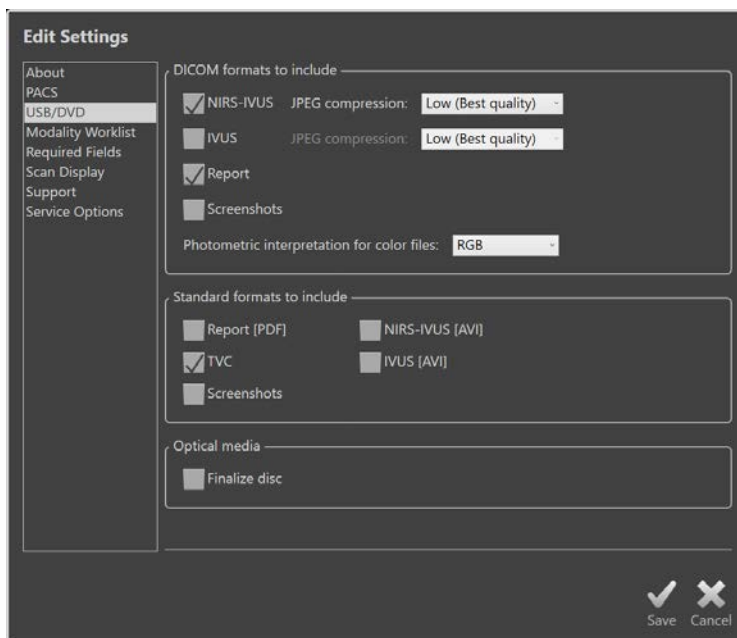 Edit Settings
About
PACS
USB/DVD
Modality Worklist
Required Fields
Scan Display
Support
Service Options
DICOM formats to include
NIRS-IVUS JPEG compression: Low (Best quality)
IVUS JPEG compression: Low (Best quality)
Report
Screenshots
Photometric interpretation for color files: RGB
Standard formats to include
Report [PDF] NIRS-IVUS [AVI]
TVC IVUS [AVI]
Screenshots
Optical media
Finalize disc
Save Cancel